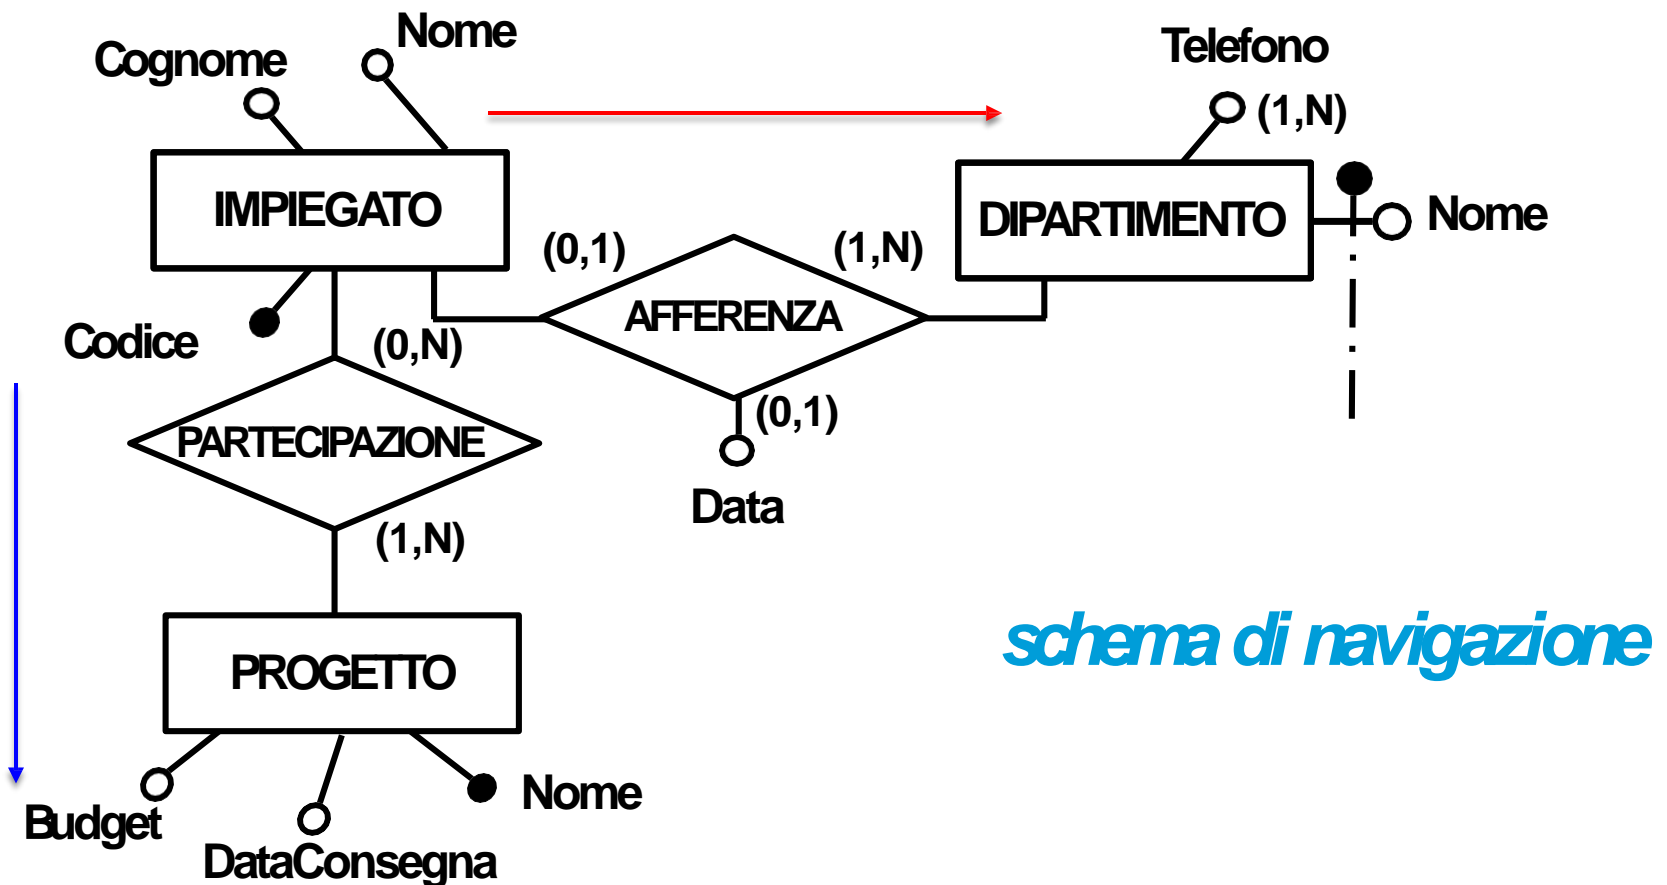 Nome
Cognome
Telefono
(1,N)
IMPIEGATO
DIPARTIMENTO
Nome
(0,1)
(1,N)
AFFERENZA
Codice
(0,N)
(0,1)
PARTECIPAZIONE
Data
(1,N)
schema di navigazione
PROGETTO
Budget
Nome
DataConsegna